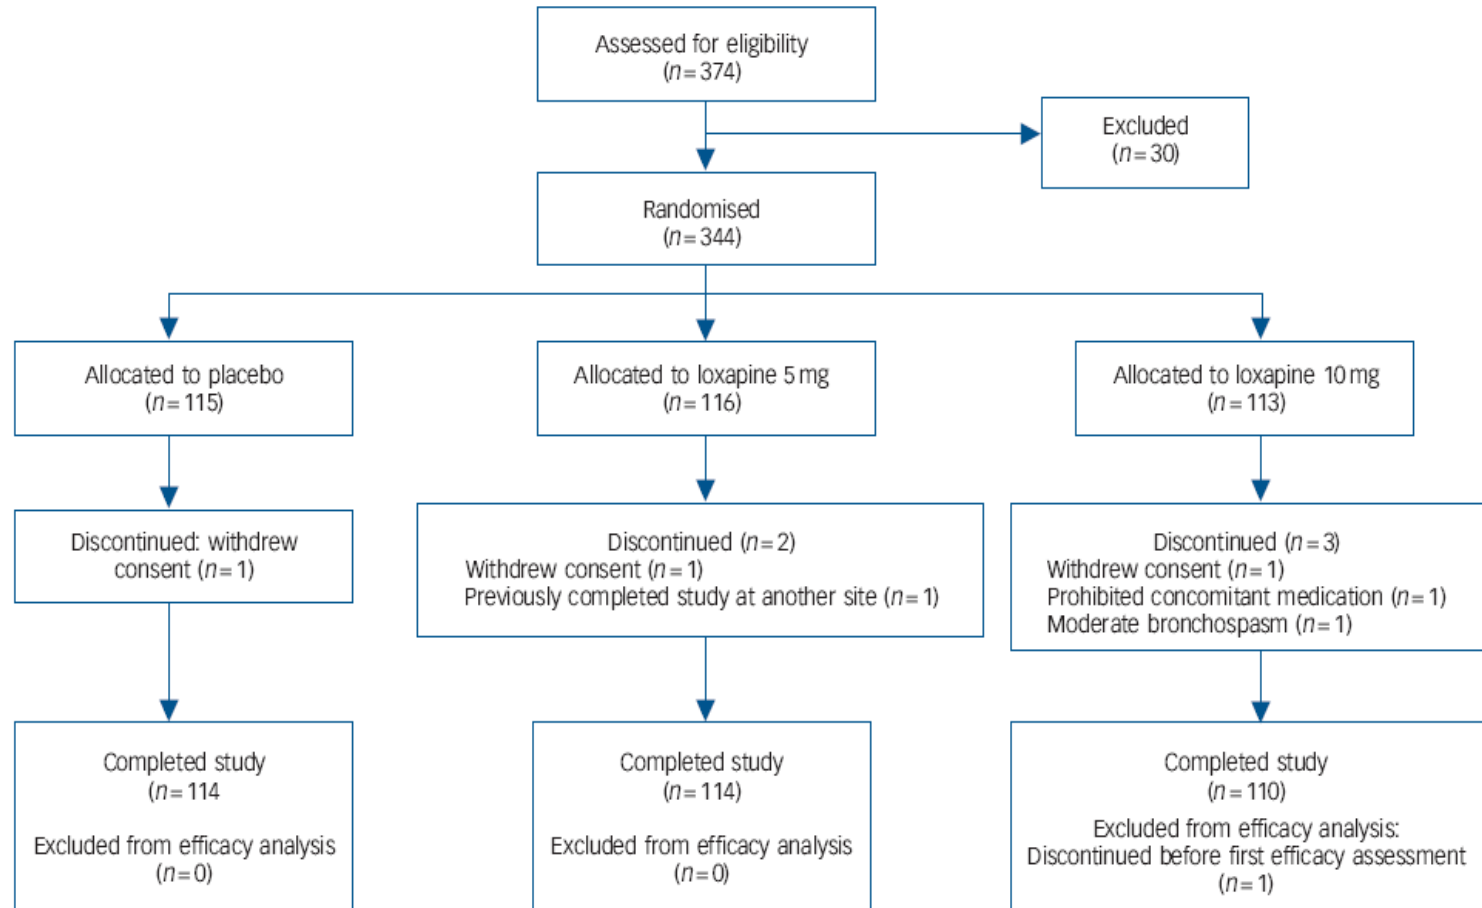 Assessed for eligibility
(n=374)
Excluded
(n=30)
Randomised
(n=344)
Allocated to placebo
(n=115)
Allocated to loxapine 5 mg
(n=116)
Allocated to loxapine 10 mg
(n=113)
Discontinued: withdrew
consent (n=1)
Discontinued (n=2)
Withdrew consent (n=1)
Previously completed study at another site (n=1)
Discontinued (n=3)
Withdrew consent (n=1)
Prohibited concomitant medication (n=1)
Moderate bronchospasm (n=1)
Completed study
(n=114
Excluded from efficacy analysis
(n=0)
Completed study
(n=114)
Excluded from efficacy analysis
(n=0)
Completed study
(n=110)
Excluded from efficacy analysis:
Discontinued before first efficacy assessment
(n=1)